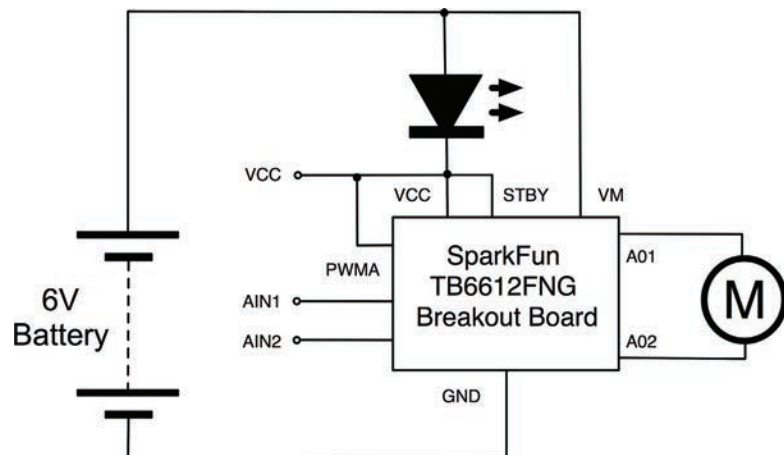 VCC
VCC
STBY
VM
PWMA
SparkFun
TB6612FNG
Breakout Board
A01
M
6V
Battery
AIN1
AIN2
A02
GND